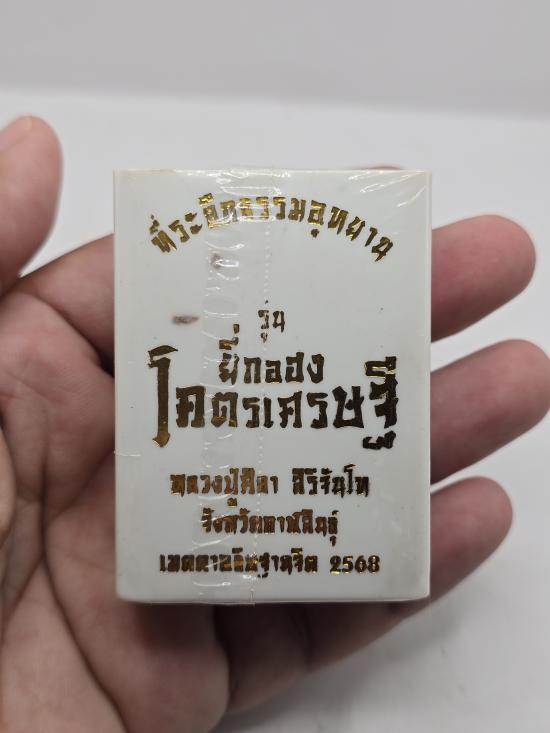 ที่ระลึกธรรมอุทยาน
รุ่น
มี่กลอง
โคตรเศรษฐี
หลวงปู่ศิลา สิริจันโท
จังหวัดกาฬสินธุ์
เมตตาอธิษฐานจิต 2568